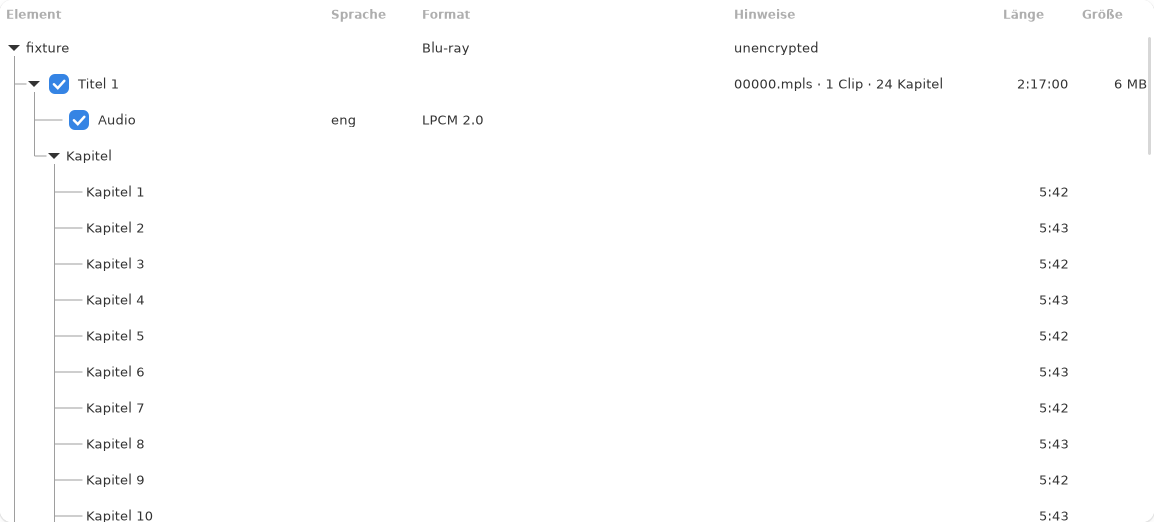 Element Sprache Format Hinweise Länge Größe
fixture Blu-ray unencrypted
Titel 1 00000.mpls · 1 Clip · 24 Kapitel 2:17:00 6 MB
Audio eng LPCM 2.0
Kapitel
Kapitel 1 5:42
Kapitel 2 5:43
Kapitel 3 5:42
Kapitel 4 5:43
Kapitel 5 5:42
Kapitel 6 5:43
Kapitel 7 5:42
Kapitel 8 5:43
Kapitel 9 5:42
Kapitel 10 5:43